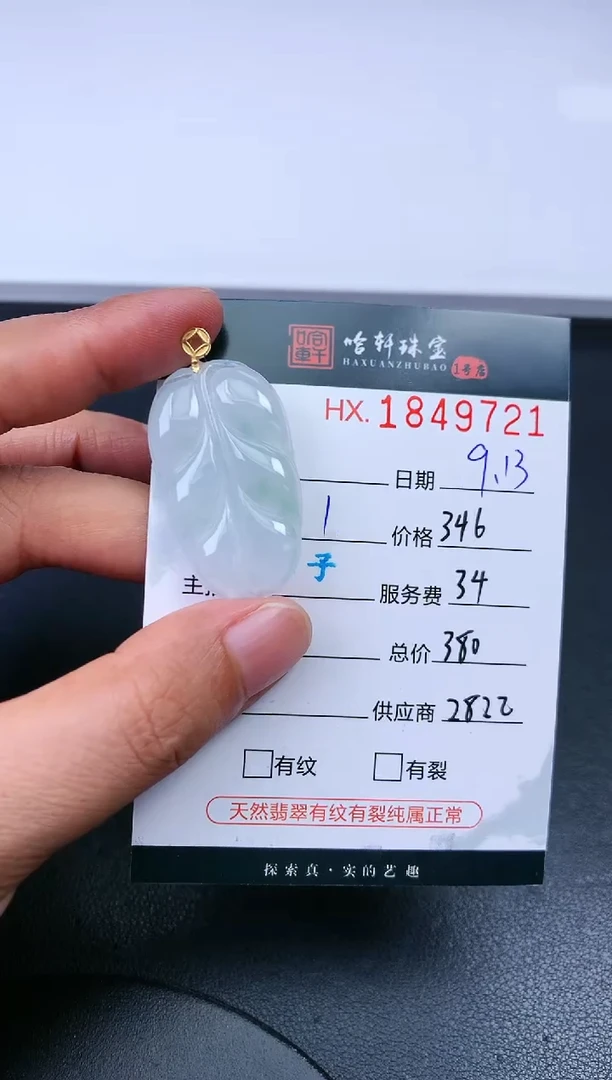 哈轩珠宝
HAXUANZHUBAO 1号店
HX.1849721
日期 9.13
1 价格 346
子
主 服务费 34
总价 380
供应商 2822
有纹 有裂
天然翡翠有纹有裂纯属正常
探索真·实的艺趣